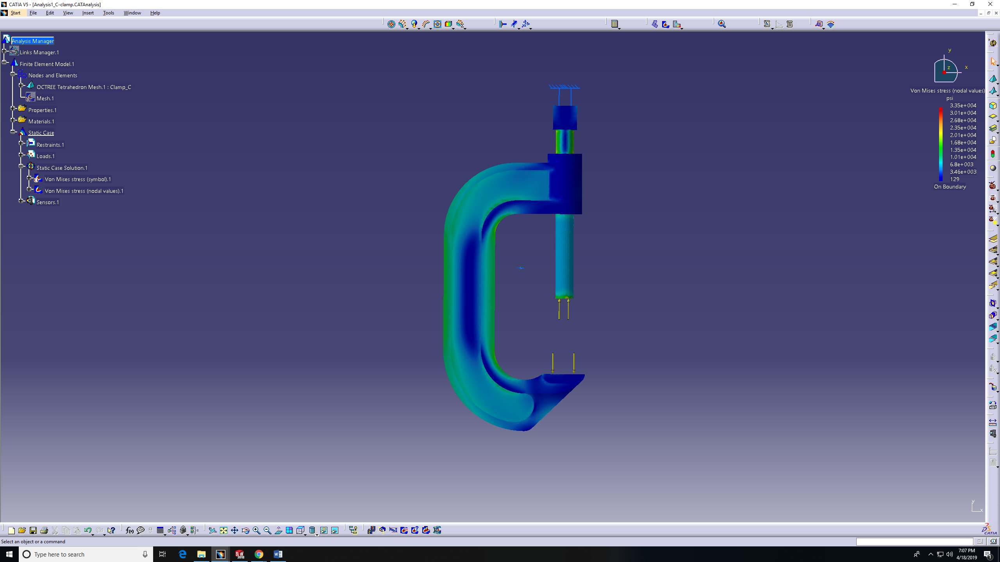 CATIA V5 - [Analysis1_C-clamp.CATAnalysis]
Start File Edit View Insert Tools Window Help
Analysis Manager
Links Manager.1
Finite Element Model.1
Nodes and Elements
OCTREE Tetrahedron Mesh.1 : Clamp_C
Mesh.1
Properties.1
Materials.1
Static Case
Restraints.1
Loads.1
Static Case Solution.1
Von Mises stress (symbol).1
Von Mises stress (nodal values).1
Sensors.1
y
z
x
Von Mises stress (nodal values)
psi
3.35e+004
3.01e+004
2.68e+004
2.35e+004
2.01e+004
1.68e+004
1.35e+004
1.01e+004
6.8e+003
3.46e+003
129
On Boundary
y
x
f(x)
DS CATIA
Select an object or a command
Type here to search
SW
2018
7:07 PM
4/18/2019
1